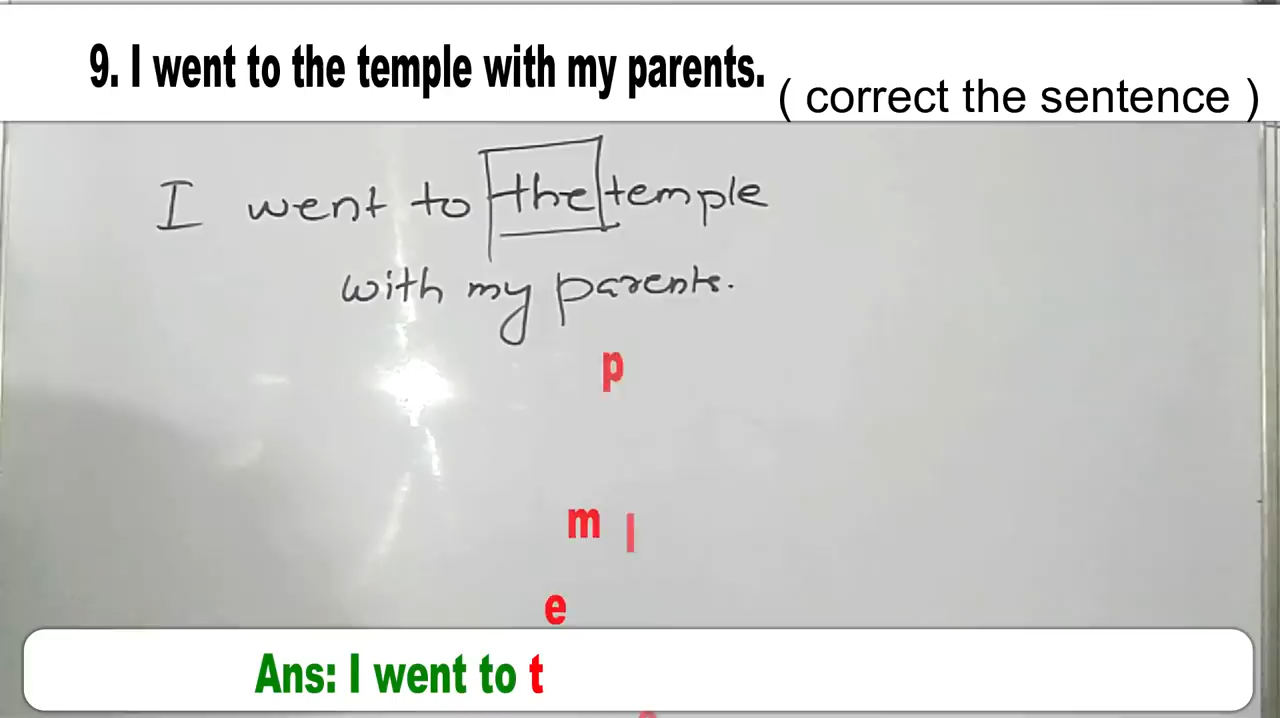 9. I went to the temple with my parents.
( correct the sentence )
I went to the temple
with my parents.
p
m l
e
Ans: I went to t